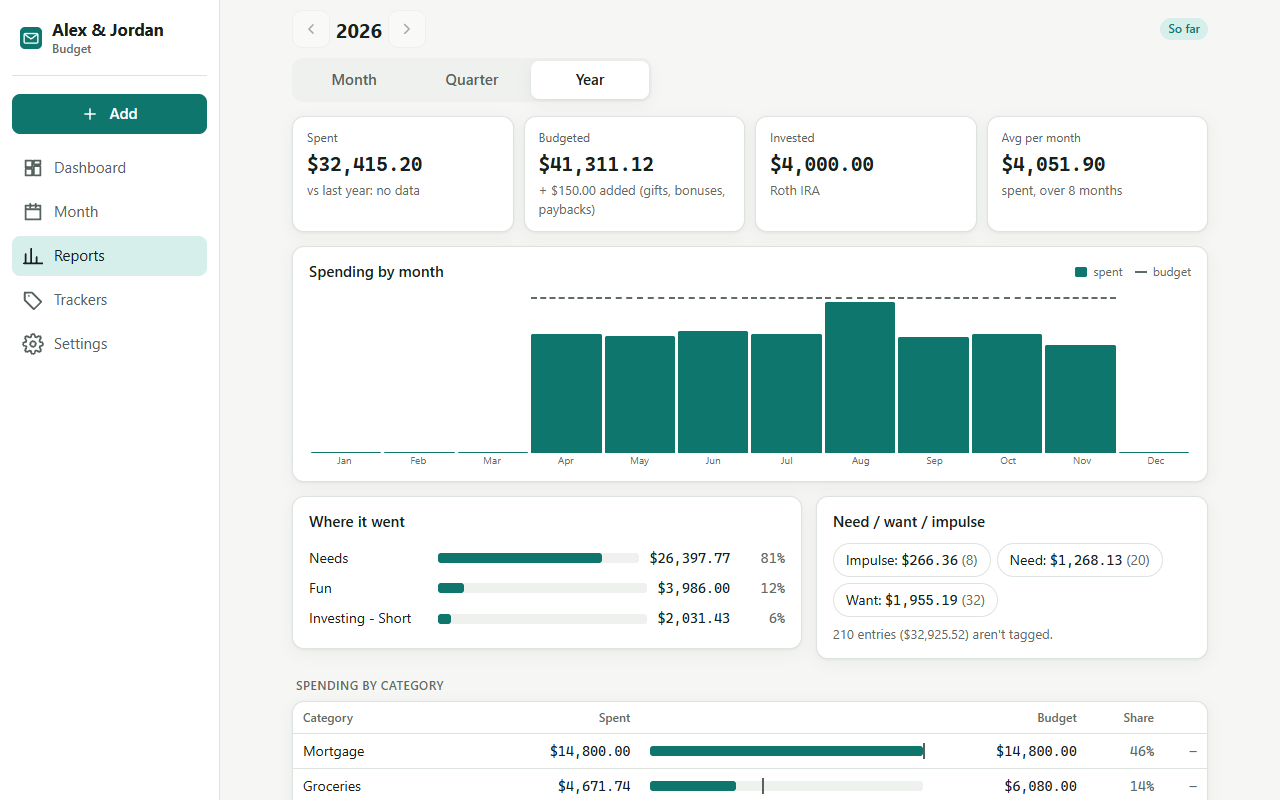 Alex & Jordan
Budget
Add
Dashboard
Month
Reports
Trackers
Settings
2026
So far
Month Quarter Year
Spent
$32,415.20
vs last year: no data
Budgeted
$41,311.12
+ $150.00 added (gifts, bonuses,
paybacks)
Invested
$4,000.00
Roth IRA
Avg per month
$4,051.90
spent, over 8 months
Spending by month
spent budget
Jan Feb Mar Apr May Jun Jul Aug Sep Oct Nov Dec
Where it went
Needs $26,397.77 81%
Fun $3,986.00 12%
Investing - Short $2,031.43 6%
Need / want / impulse
Impulse: $266.36 (8) Need: $1,268.13 (20)
Want: $1,955.19 (32)
210 entries ($32,925.52) aren't tagged.
SPENDING BY CATEGORY
Category Spent Budget Share
Mortgage $14,800.00 $14,800.00 46% –
Groceries $4,671.74 $6,080.00 14% –